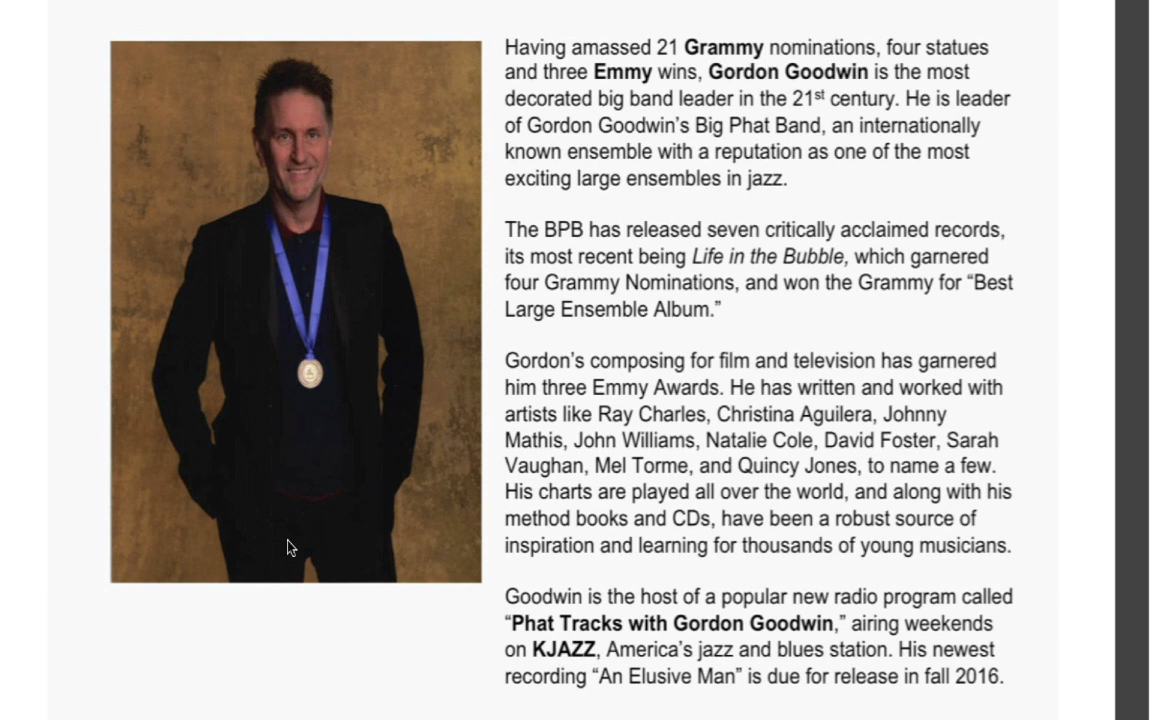 Having amassed 21 Grammy nominations, four statues
and three Emmy wins, Gordon Goodwin is the most
decorated big band leader in the 21st century. He is leader
of Gordon Goodwin’s Big Phat Band, an internationally
known ensemble with a reputation as one of the most
exciting large ensembles in jazz.
The BPB has released seven critically acclaimed records,
its most recent being Life in the Bubble, which garnered
four Grammy Nominations, and won the Grammy for “Best
Large Ensemble Album.”
Gordon’s composing for film and television has garnered
him three Emmy Awards. He has written and worked with
artists like Ray Charles, Christina Aguilera, Johnny
Mathis, John Williams, Natalie Cole, David Foster, Sarah
Vaughan, Mel Torme, and Quincy Jones, to name a few.
His charts are played all over the world, and along with his
method books and CDs, have been a robust source of
inspiration and learning for thousands of young musicians.
Goodwin is the host of a popular new radio program called
“Phat Tracks with Gordon Goodwin,” airing weekends
on KJAZZ, America’s jazz and blues station. His newest
recording “An Elusive Man” is due for release in fall 2016.